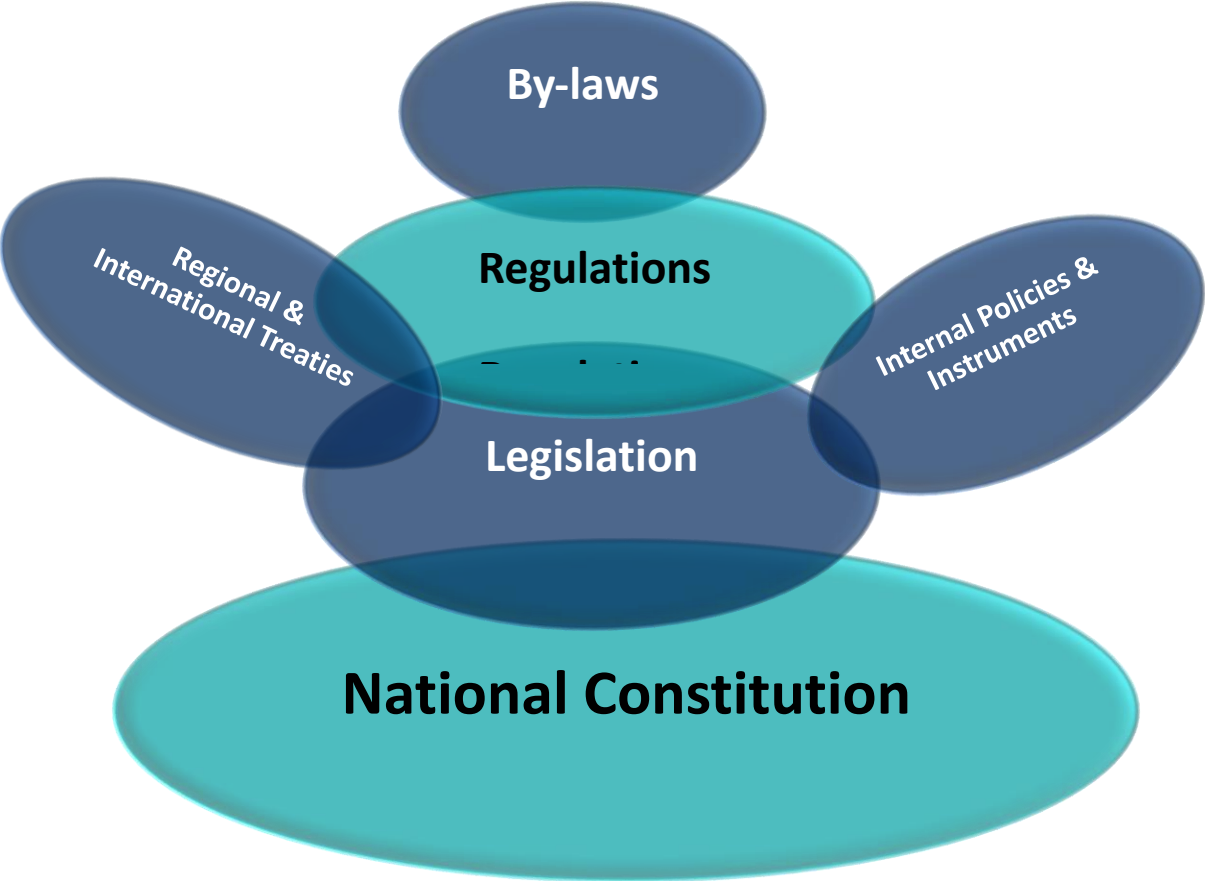 By-laws
Regulations
Regional &
International Treaties
Internal Policies &
Instruments
Legislation
National Constitution